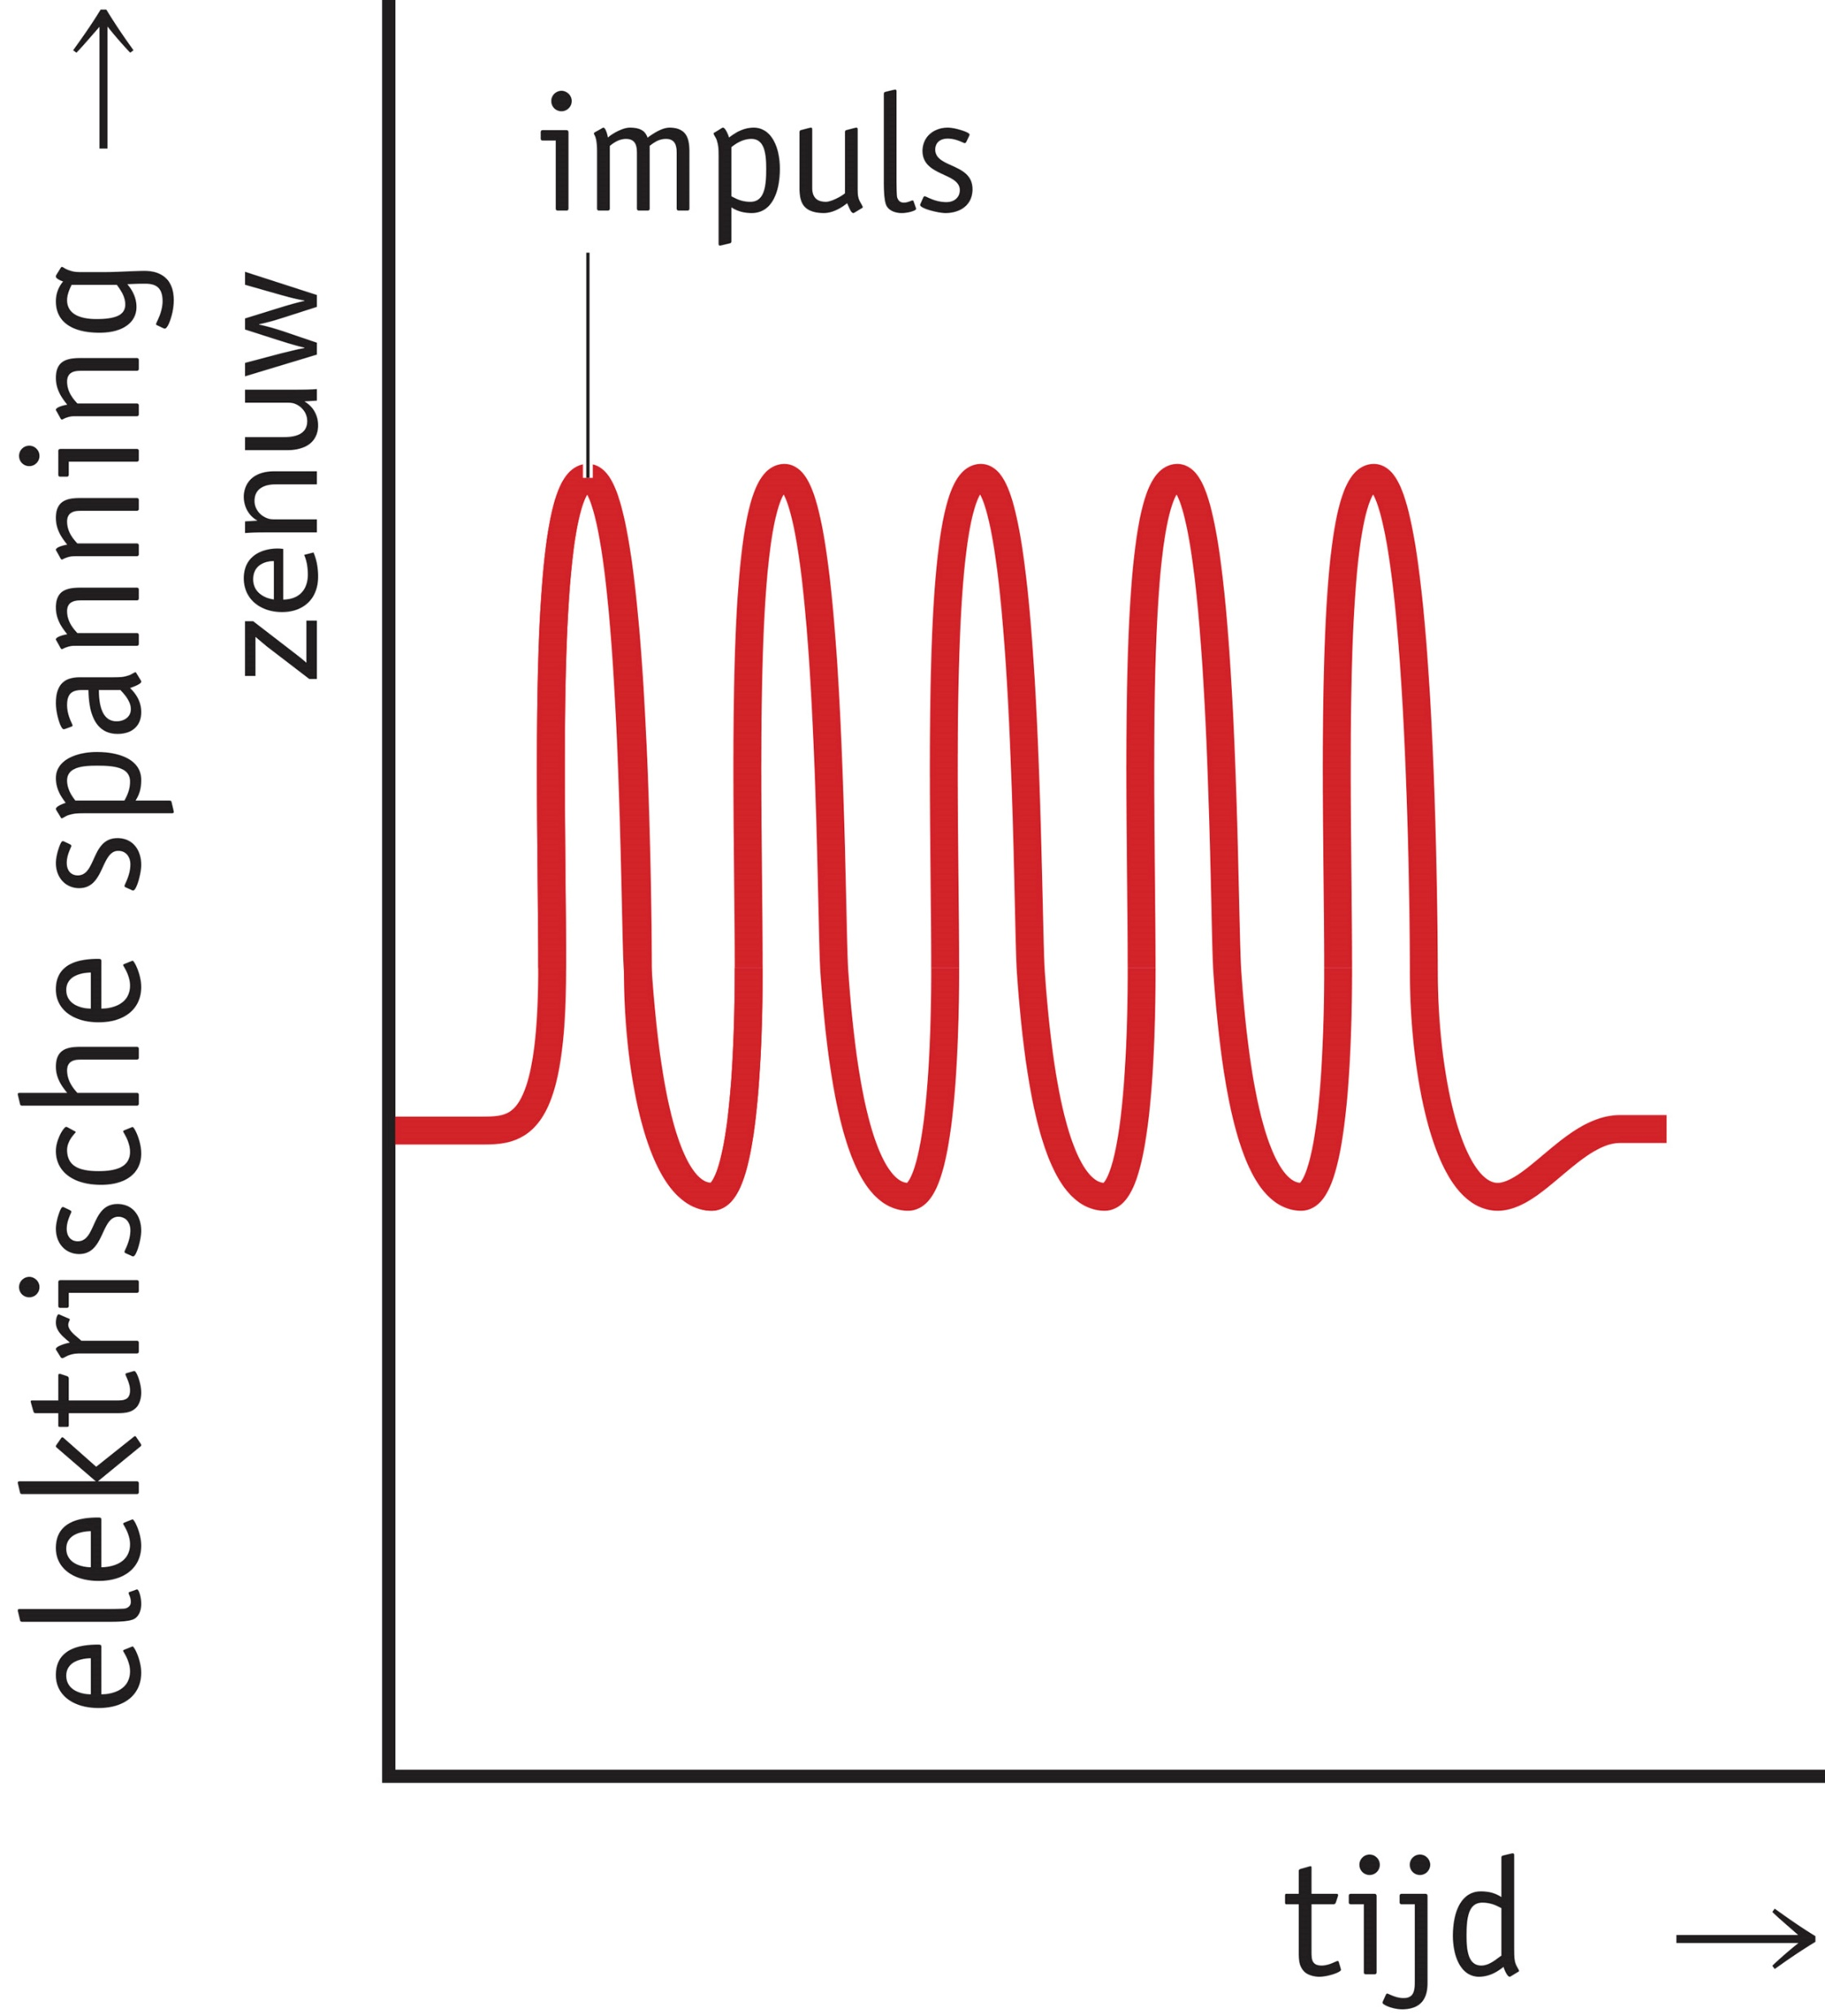 impuls
elektrische spanning
zenuw
tijd